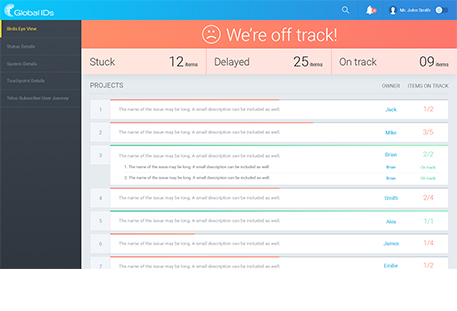 Global IDs
Mr. John Smith
Birds Eye View
Status Details
System Details
Touchpoint Details
Telco Subscriber User Journey
We're off track!
Stuck 12 items Delayed 25 items On track 09 items
PROJECTS OWNER ITEMS ON TRACK
1 The name of the issue may be long. A small description can be included as well. Jack 1/2
2 The name of the issue may be long. A small description can be included as well. Mike 3/5
3 The name of the issue may be long. A small description can be included as well. Brian 2/2
1. The name of the issue may be long. A small description can be included as well. Brian On track
2. The name of the issue may be long. A small description can be included as well. Brian On track
4 The name of the issue may be long. A small description can be included as well. Smith 2/4
5 The name of the issue may be long. A small description can be included as well. Alex 1/1
6 The name of the issue may be long. A small description can be included as well. James 1/4
7 The name of the issue may be long. A small description can be included as well. Emilie 1/2